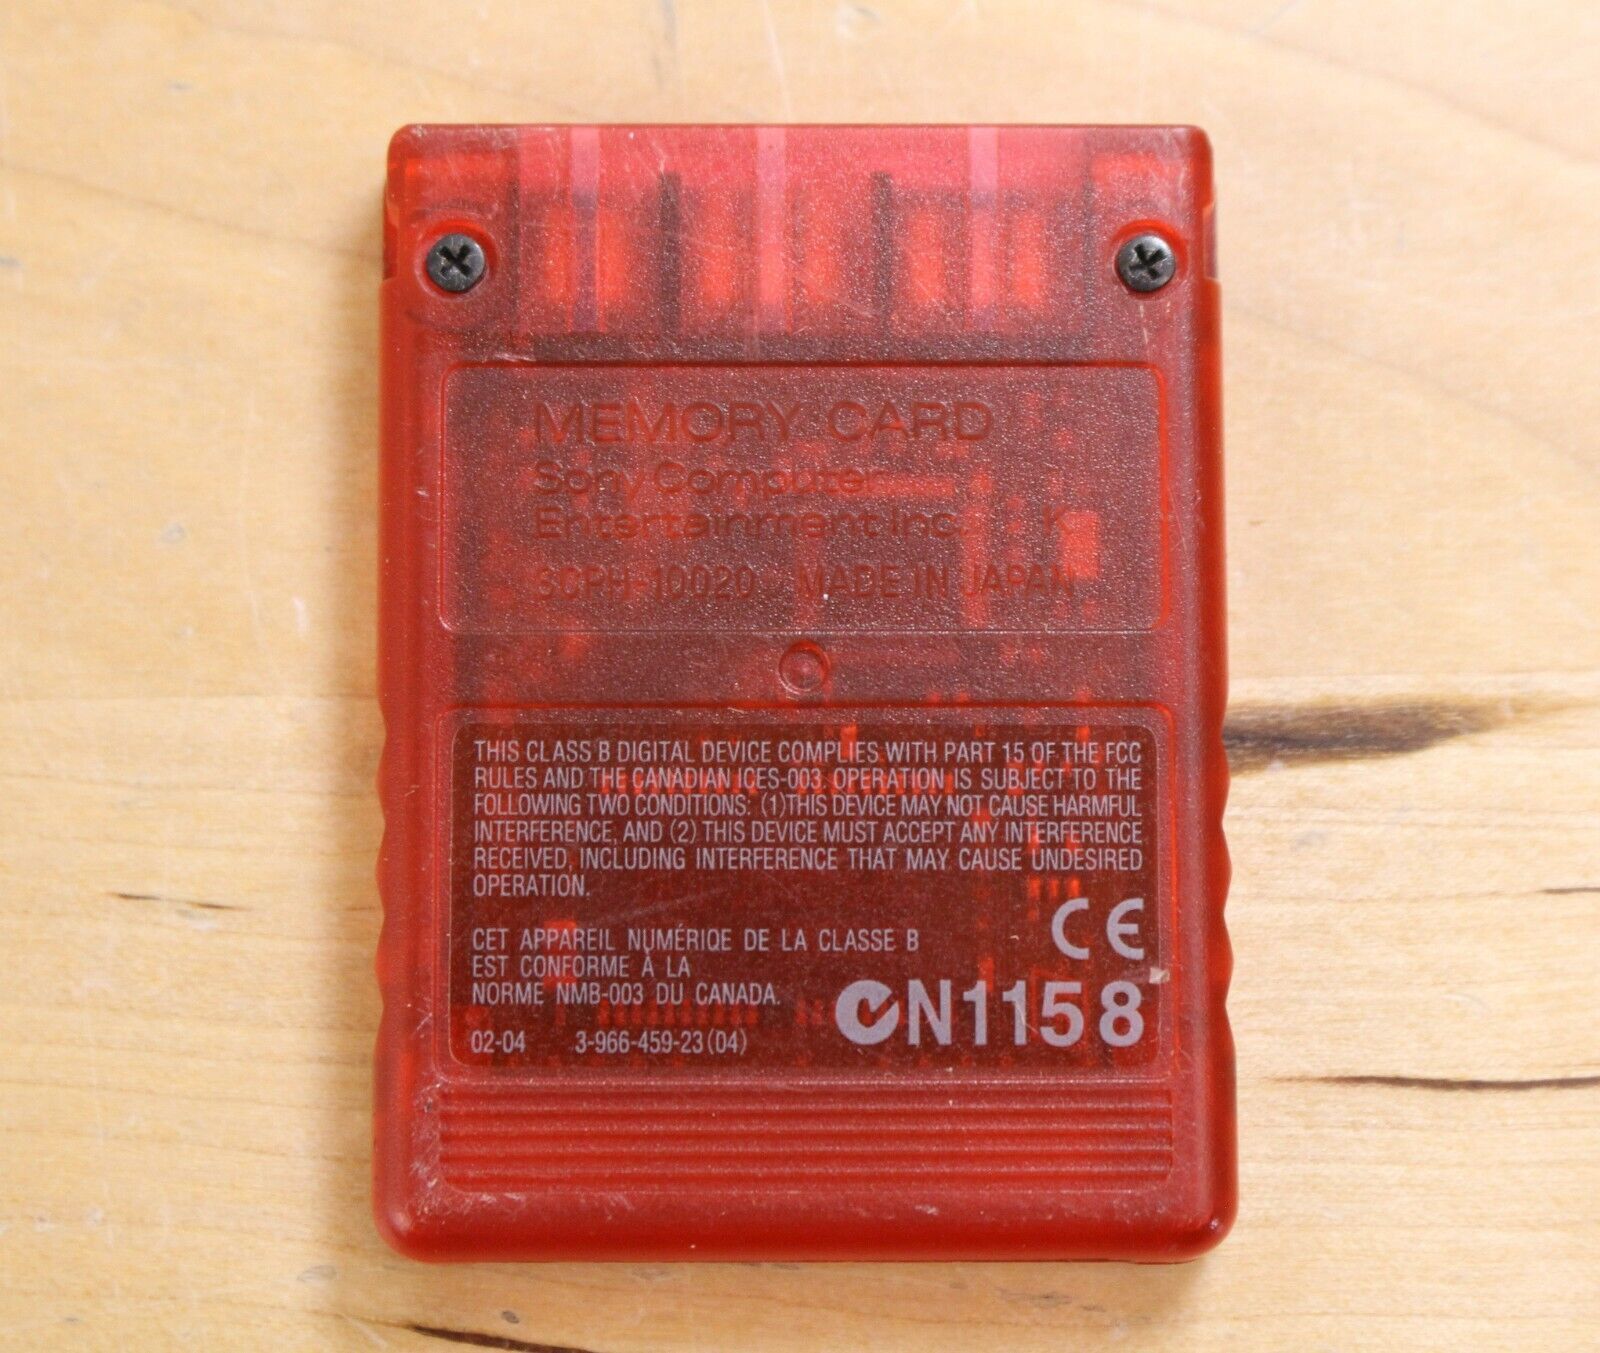 MEMORY CARD
Sony Computer
Entertainment Inc. K
SCPH-10020 MADE IN JAPAN
THIS CLASS B DIGITAL DEVICE COMPLIES WITH PART 15 OF THE FCC
RULES AND THE CANADIAN ICES-003. OPERATION IS SUBJECT TO THE
FOLLOWING TWO CONDITIONS: (1) THIS DEVICE MAY NOT CAUSE HARMFUL
INTERFERENCE, AND (2) THIS DEVICE MUST ACCEPT ANY INTERFERENCE
RECEIVED, INCLUDING INTERFERENCE THAT MAY CAUSE UNDESIRED
OPERATION.
CET APPAREIL NUMÉRIQE DE LA CLASSE B
EST CONFORME À LA
NORME NMB-003 DU CANADA.
CE
N1158
02-04 3-966-459-23 (04)